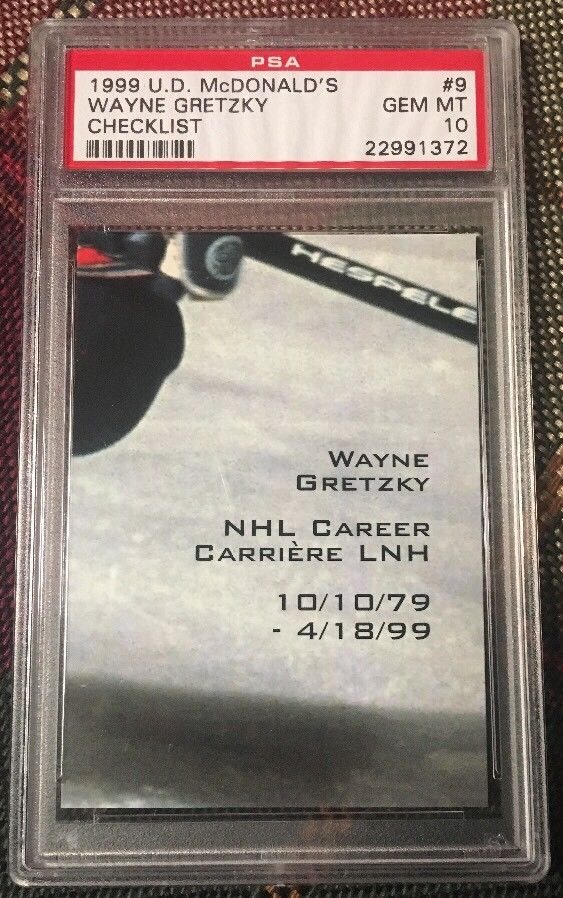 PSA
1999 U.D. McDONALD'S #9
WAYNE GRETZKY GEM MT
CHECKLIST 10
22991372
HESPELE
WAYNE
GRETZKY
NHL CAREER
CARRIÈRE LNH
10/10/79
- 4/18/99